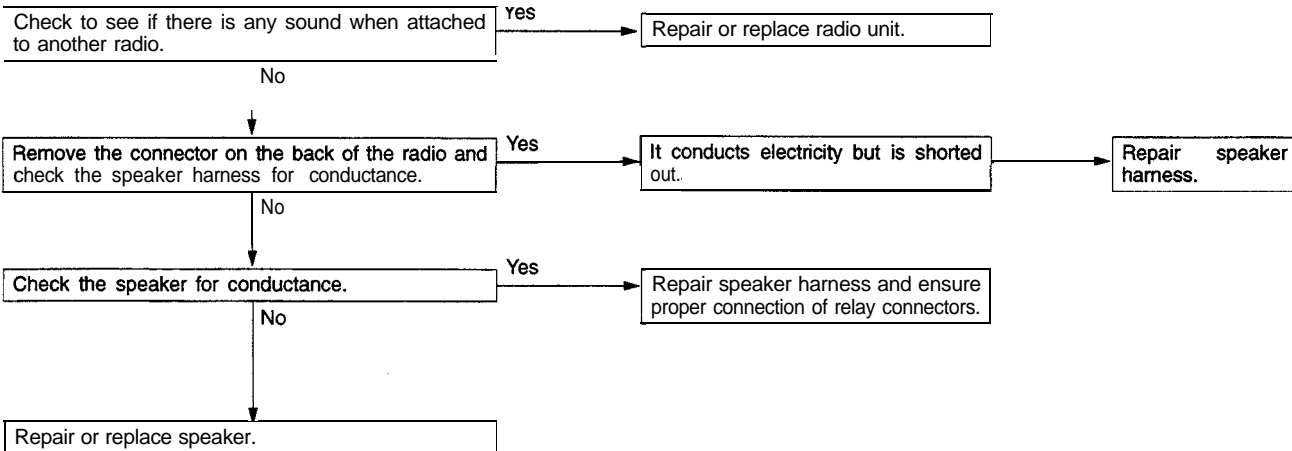 Check to see if there is any sound when attached
to another radio.
Yes
Repair or replace radio unit.
No
Remove the connector on the back of the radio and
check the speaker harness for conductance.
Yes
It conducts electricity but is shorted
out.
Repair speaker
harness.
No
Check the speaker for conductance.
Yes
Repair speaker harness and ensure
proper connection of relay connectors.
No
Repair or replace speaker.